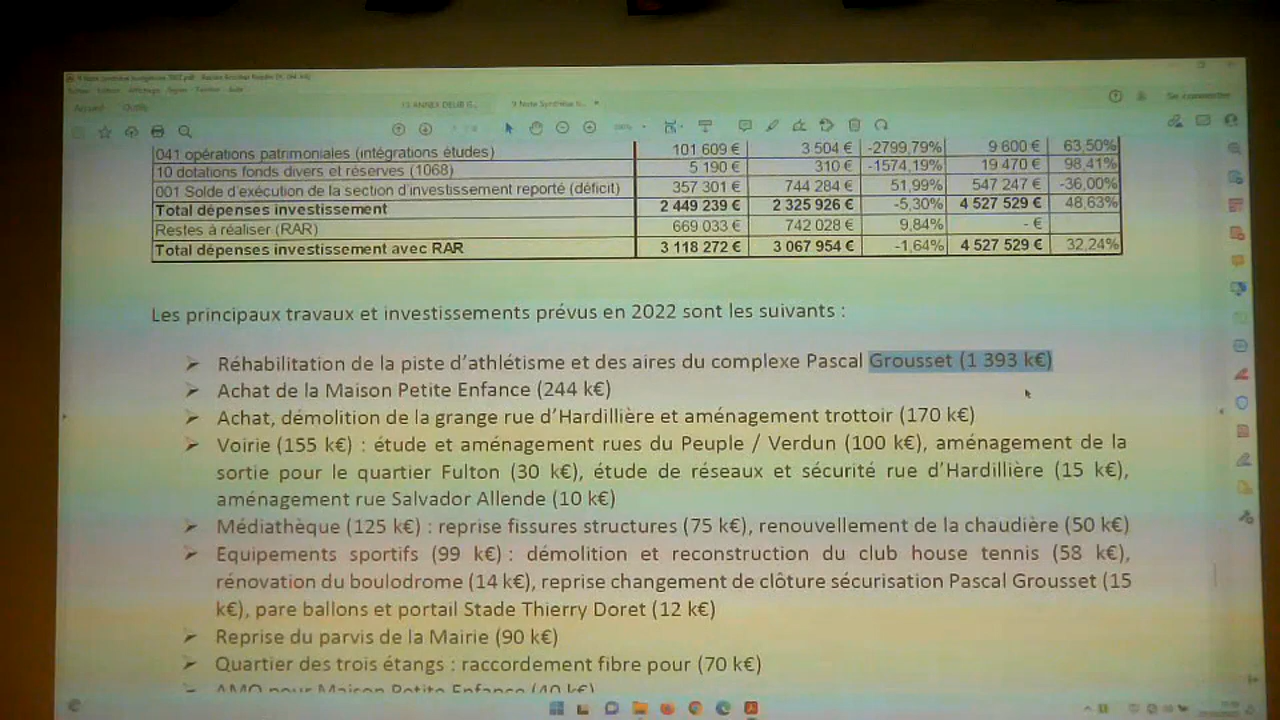 Accueil Outils
Se connecter
041 opérations patrimoniales (intégrations études) 101 609 € 3 504 € -2799,79% 9 600 € 63,50%
10 dotations fonds divers et réserves (1068) 5 190 € 310 € -1574,19% 19 470 € 98,41%
001 Solde d'exécution de la section d'investissement reporté (déficit) 357 301 € 744 284 € 51,99% 547 247 € -36,00%
Total dépenses investissement 2 449 239 € 2 325 926 € -5,30% 4 527 529 € 48,63%
Restes à réaliser (RAR) 669 033 € 742 028 € 9,84% - €
Total dépenses investissement avec RAR 3 118 272 € 3 067 954 € -1,64% 4 527 529 € 32,24%
Les principaux travaux et investissements prévus en 2022 sont les suivants :
➢ Réhabilitation de la piste d'athlétisme et des aires du complexe Pascal Grousset (1 393 k€)
➢ Achat de la Maison Petite Enfance (244 k€)
➢ Achat, démolition de la grange rue d'Hardillière et aménagement trottoir (170 k€)
➢ Voirie (155 k€) : étude et aménagement rues du Peuple / Verdun (100 k€), aménagement de la
sortie pour le quartier Fulton (30 k€), étude de réseaux et sécurité rue d'Hardillière (15 k€),
aménagement rue Salvador Allende (10 k€)
➢ Médiathèque (125 k€) : reprise fissures structures (75 k€), renouvellement de la chaudière (50 k€)
➢ Equipements sportifs (99 k€) : démolition et reconstruction du club house tennis (58 k€),
rénovation du boulodrome (14 k€), reprise changement de clôture sécurisation Pascal Grousset (15
k€), pare ballons et portail Stade Thierry Doret (12 k€)
➢ Reprise du parvis de la Mairie (90 k€)
➢ Quartier des trois étangs : raccordement fibre pour (70 k€)
➢ AMO pour Maison Petite Enfance (40 k€)